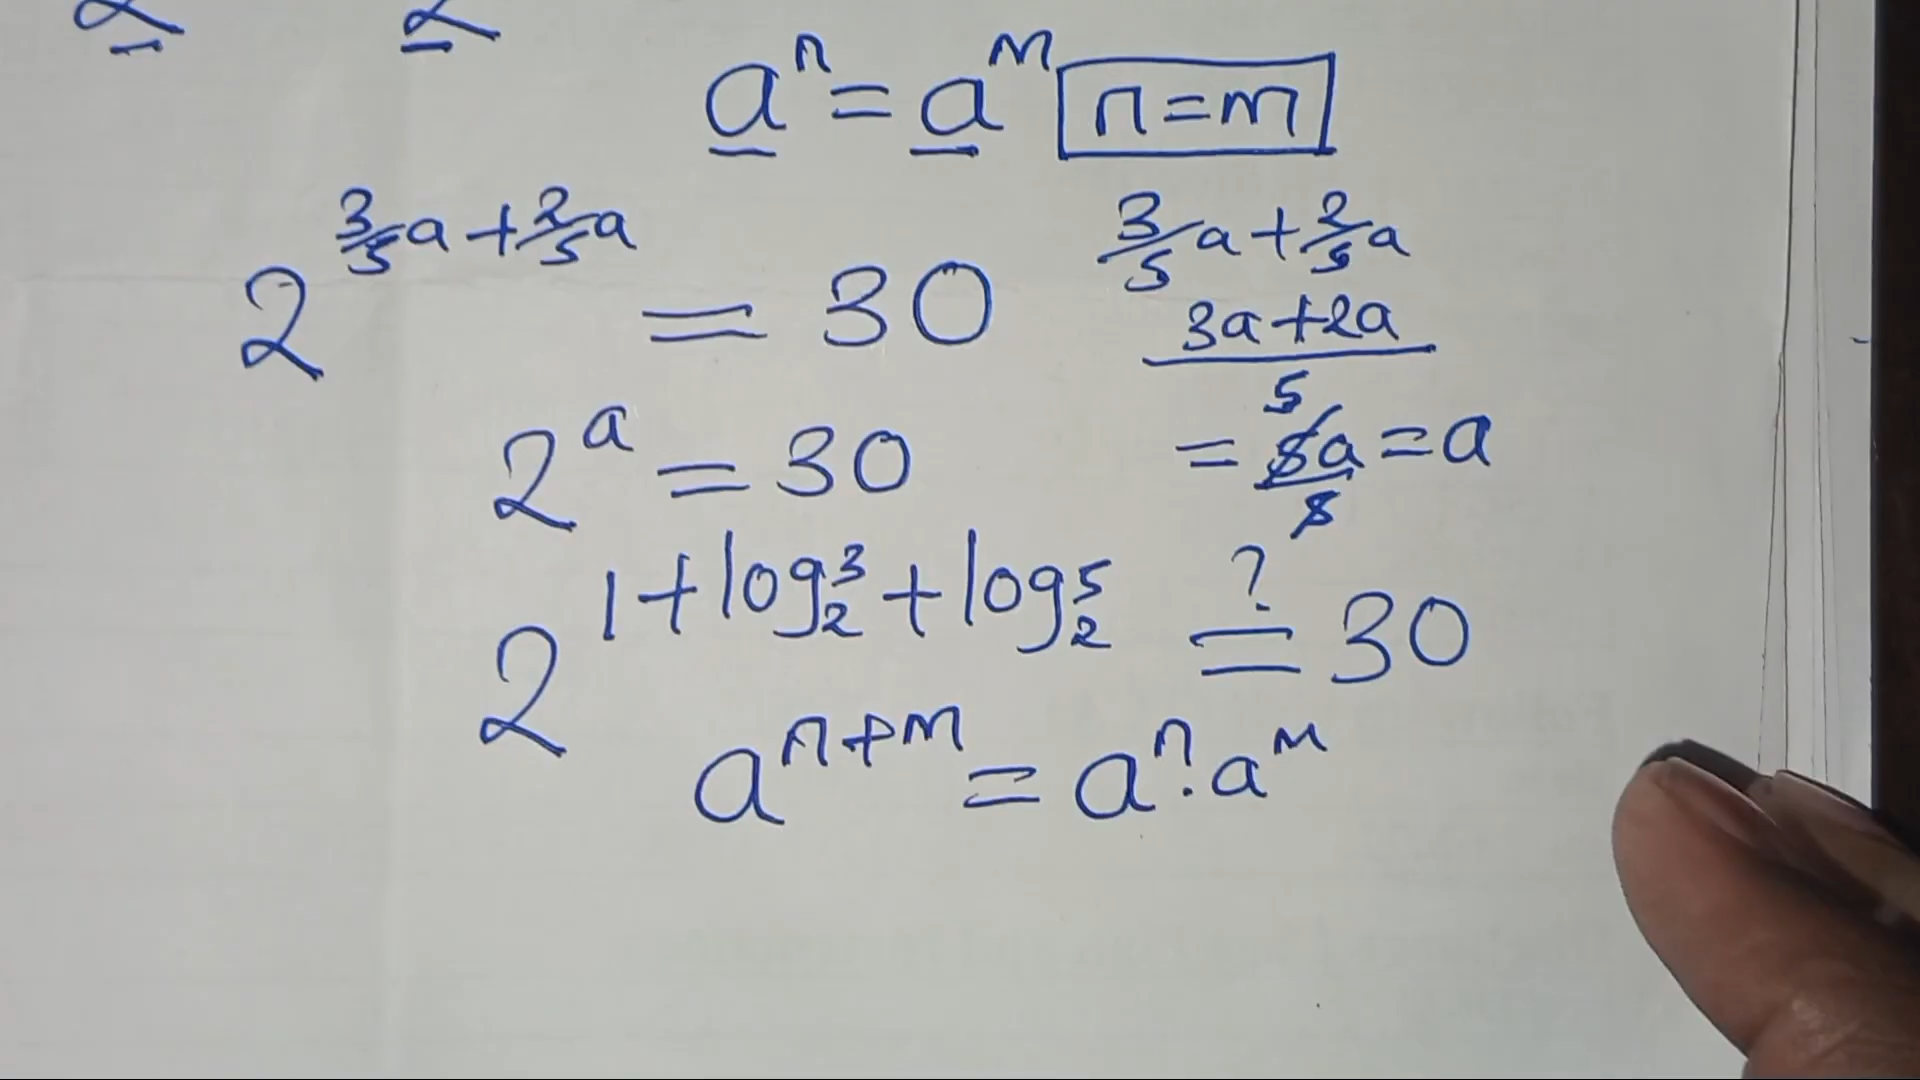 a^n = a^m n=m
2^(3/5a+2/5a) = 30
3/5a+2/5a
3a+2a
5
2^a = 30
= 5a/5 = a
5
2^(1+log_2^3+log_2^5) ?= 30
a^(n+m) = a^n.a^m